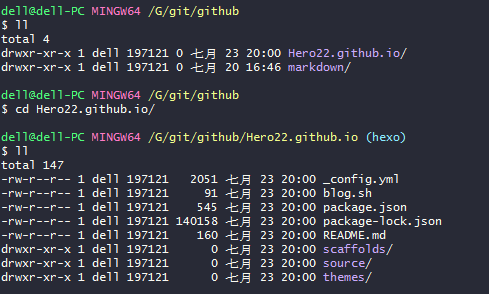 dell@dell-PC MINGW64 /G/git/github
$ ll
total 4
drwxr-xr-x 1 dell 197121 0 七月 23 20:00 Hero22.github.io/
drwxr-xr-x 1 dell 197121 0 七月 20 16:46 markdown/
dell@dell-PC MINGW64 /G/git/github
$ cd Hero22.github.io/
dell@dell-PC MINGW64 /G/git/github/Hero22.github.io (hexo)
$ ll
total 147
-rw-r--r-- 1 dell 197121   2051 七月 23 20:00 _config.yml
-rw-r--r-- 1 dell 197121     91 七月 23 20:00 blog.sh
-rw-r--r-- 1 dell 197121    545 七月 23 20:00 package.json
-rw-r--r-- 1 dell 197121 140158 七月 23 20:00 package-lock.json
-rw-r--r-- 1 dell 197121    160 七月 23 20:00 README.md
drwxr-xr-x 1 dell 197121      0 七月 23 20:00 scaffolds/
drwxr-xr-x 1 dell 197121      0 七月 23 20:00 source/
drwxr-xr-x 1 dell 197121      0 七月 23 20:00 themes/